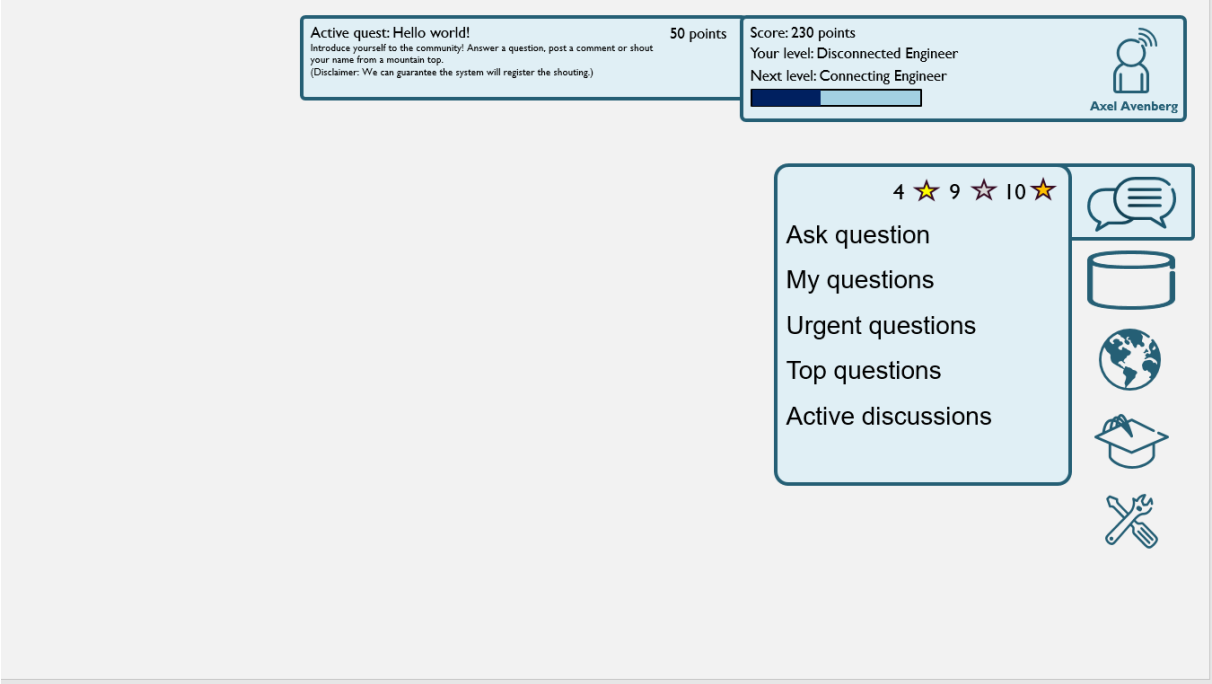 Active quest: Hello world!
50 points
Introduce yourself to the community! Answer a question, post a comment or shout
your name from a mountain top.
(Disclaimer: We can guarantee the system will register the shouting.)
Score: 230 points
Your level: Disconnected Engineer
Next level: Connecting Engineer
Axel Avenberg
4 9 10
Ask question
My questions
Urgent questions
Top questions
Active discussions